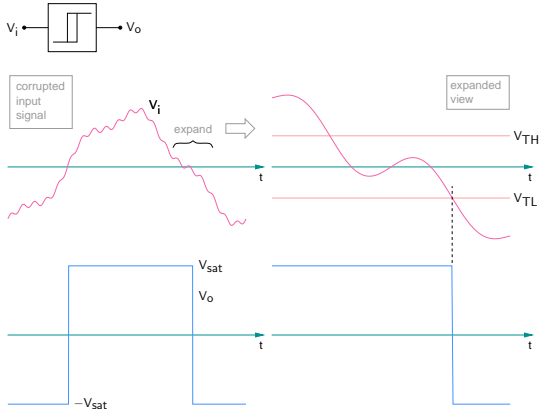 Vi Vo
corrupted
input
signal
Vi
expand
expanded
view
VTH
t
t
VTL
Vsat
Vo
t
t
−Vsat